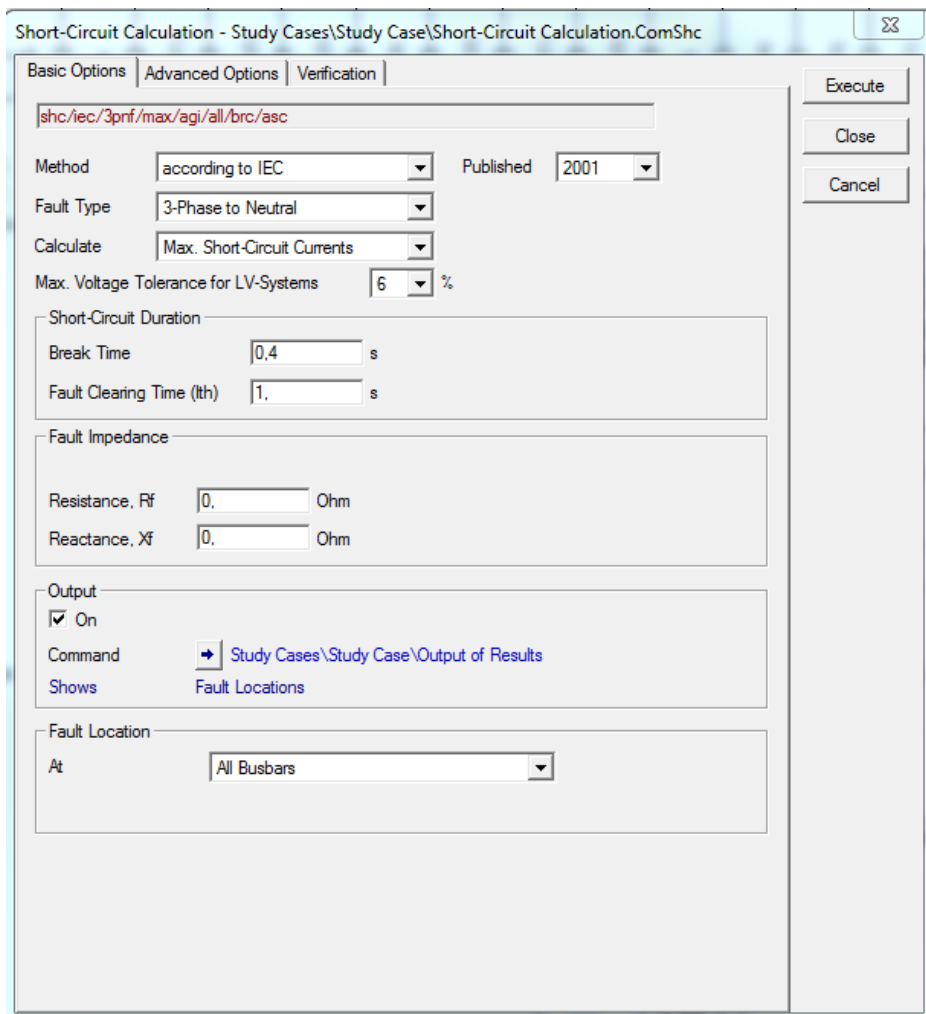 Short-Circuit Calculation - Study Cases\Study Case\Short-Circuit Calculation.ComShc
Basic Options Advanced Options Verification
Execute
shc/iec/3pnf/max/agi/all/brc/asc
Close
Method according to IEC Published 2001
Cancel
Fault Type 3-Phase to Neutral
Calculate Max. Short-Circuit Currents
Max. Voltage Tolerance for LV-Systems 6 %
Short-Circuit Duration
Break Time 0,4 s
Fault Clearing Time (Ith) 1, s
Fault Impedance
Resistance, Rf 0, Ohm
Reactance, Xf 0, Ohm
Output
On
Command Study Cases\Study Case\Output of Results
Shows Fault Locations
Fault Location
At All Busbars